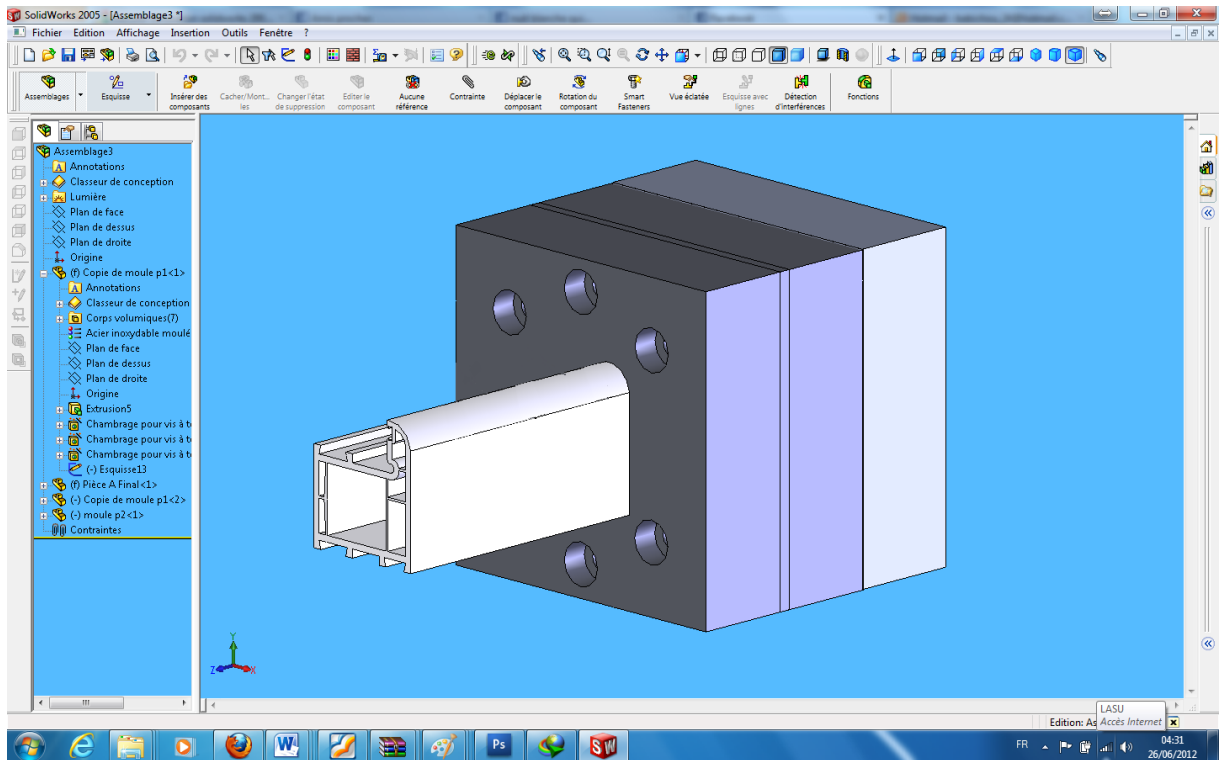 SolidWorks 2005 - [Assemblage3 *]
Fichier Edition Affichage Insertion Outils Fenêtre ?
Assemblages
Esquisse
Insérer des composants
Cacher/Mont... les
Changer l'état de suppression
Editer le composant
Aucune référence
Contrainte
Déplacer le composant
Rotation du composant
Smart Fasteners
Vue éclatée
Esquisse avec lignes
Détection d'interférences
Fonctions
Assemblage3
Annotations
Classeur de conception
Lumière
Plan de face
Plan de dessus
Plan de droite
Origine
(f) Copie de moule p1<1>
Annotations
Classeur de conception
Corps volumiques(7)
Acier inoxydable moulé
Plan de face
Plan de dessus
Plan de droite
Origine
Extrusion5
Chambrage pour vis à t
Chambrage pour vis à t
Chambrage pour vis à t
(-) Esquisse13
(f) Pièce A Final<1>
(-) Copie de moule p1<2>
(-) moule p2<1>
Contraintes
Y
Z
X
LASU
Edition: As
Accès Internet
W
Ps
SW
FR
04:31
26/06/2012